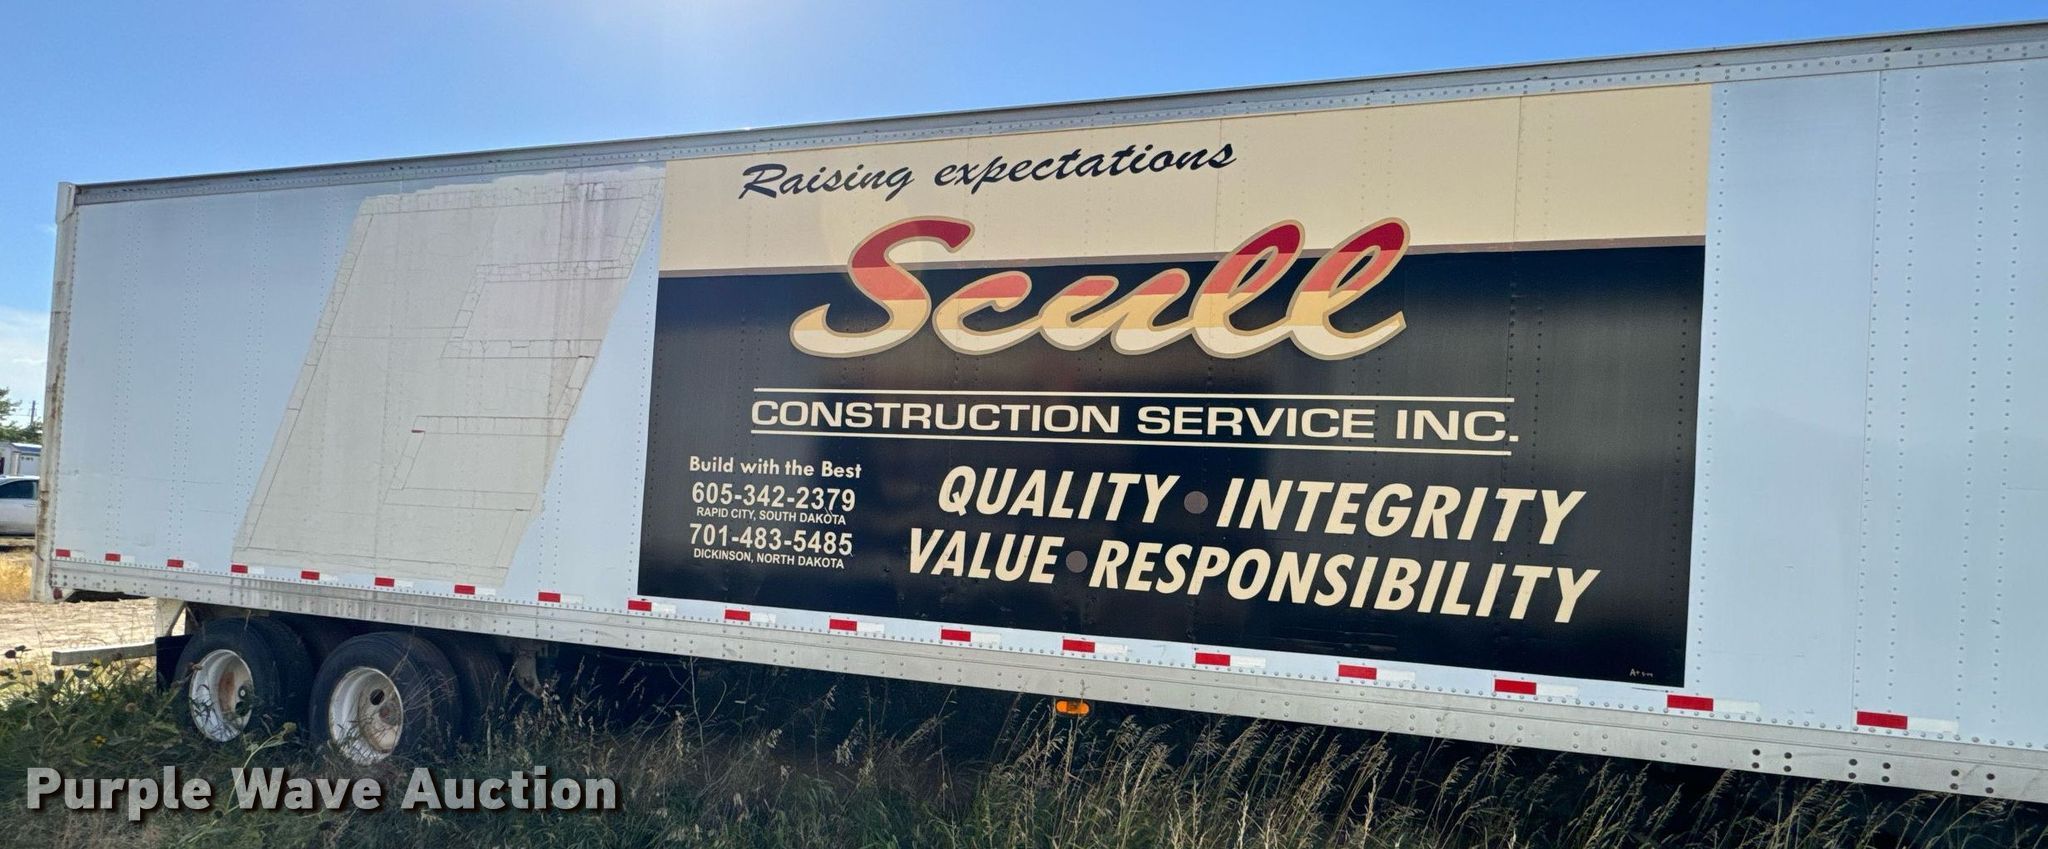 Raising expectations
Scull
CONSTRUCTION SERVICE INC.
Build with the Best
605-342-2379
RAPID CITY, SOUTH DAKOTA
701-483-5485
DICKINSON, NORTH DAKOTA
QUALITY • INTEGRITY
VALUE • RESPONSIBILITY
Purple Wave Auction